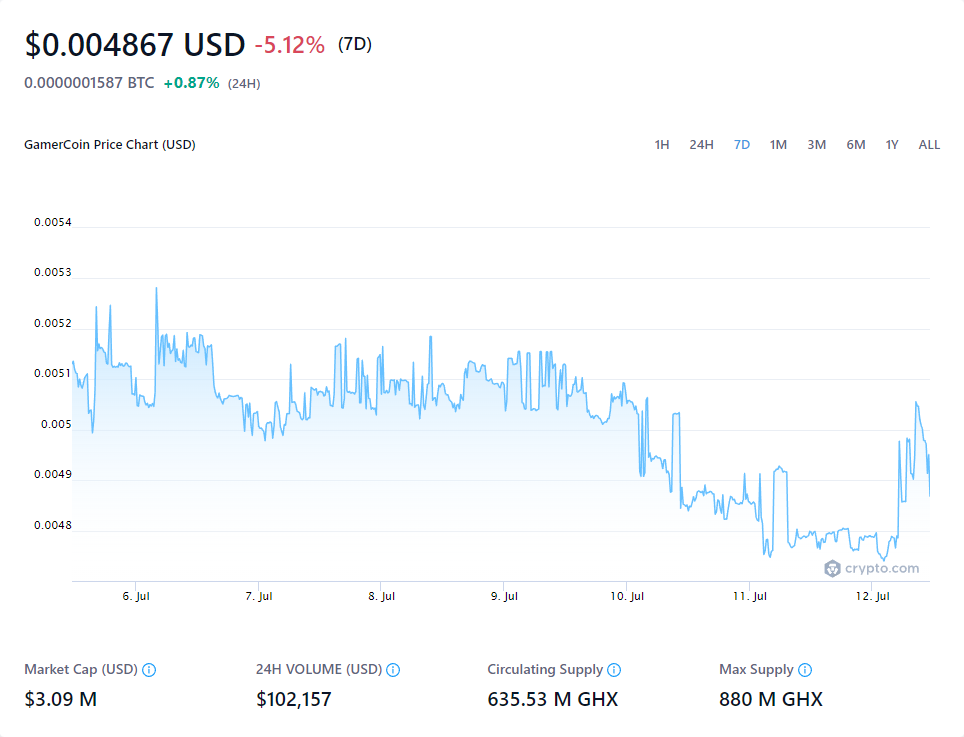 $0.004867 USD -5.12% (7D)
0.0000001587 BTC +0.87% (24H)
GamerCoin Price Chart (USD) 1H 24H 7D 1M 3M 6M 1Y ALL
0.0054
0.0053
0.0052
0.0051
0.005
0.0049
0.0048
crypto.com
6. Jul 7. Jul 8. Jul 9. Jul 10. Jul 11. Jul 12. Jul
Market Cap (USD) 24H VOLUME (USD) Circulating Supply Max Supply
$3.09 M $102,157 635.53 M GHX 880 M GHX